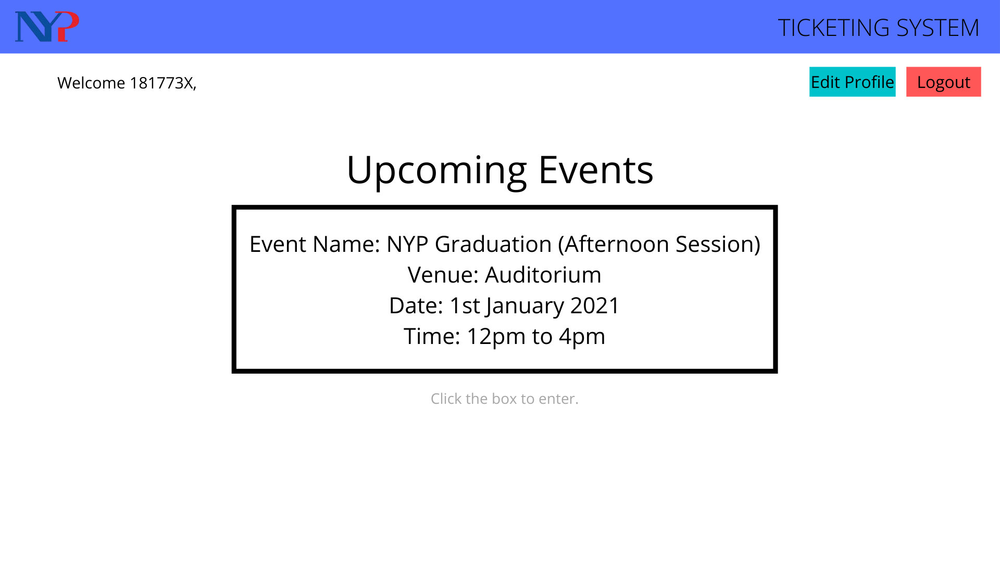 NYP
TICKETING SYSTEM
Welcome 181773X,
Edit Profile
Logout
Upcoming Events
Event Name: NYP Graduation (Afternoon Session)
Venue: Auditorium
Date: 1st January 2021
Time: 12pm to 4pm
Click the box to enter.